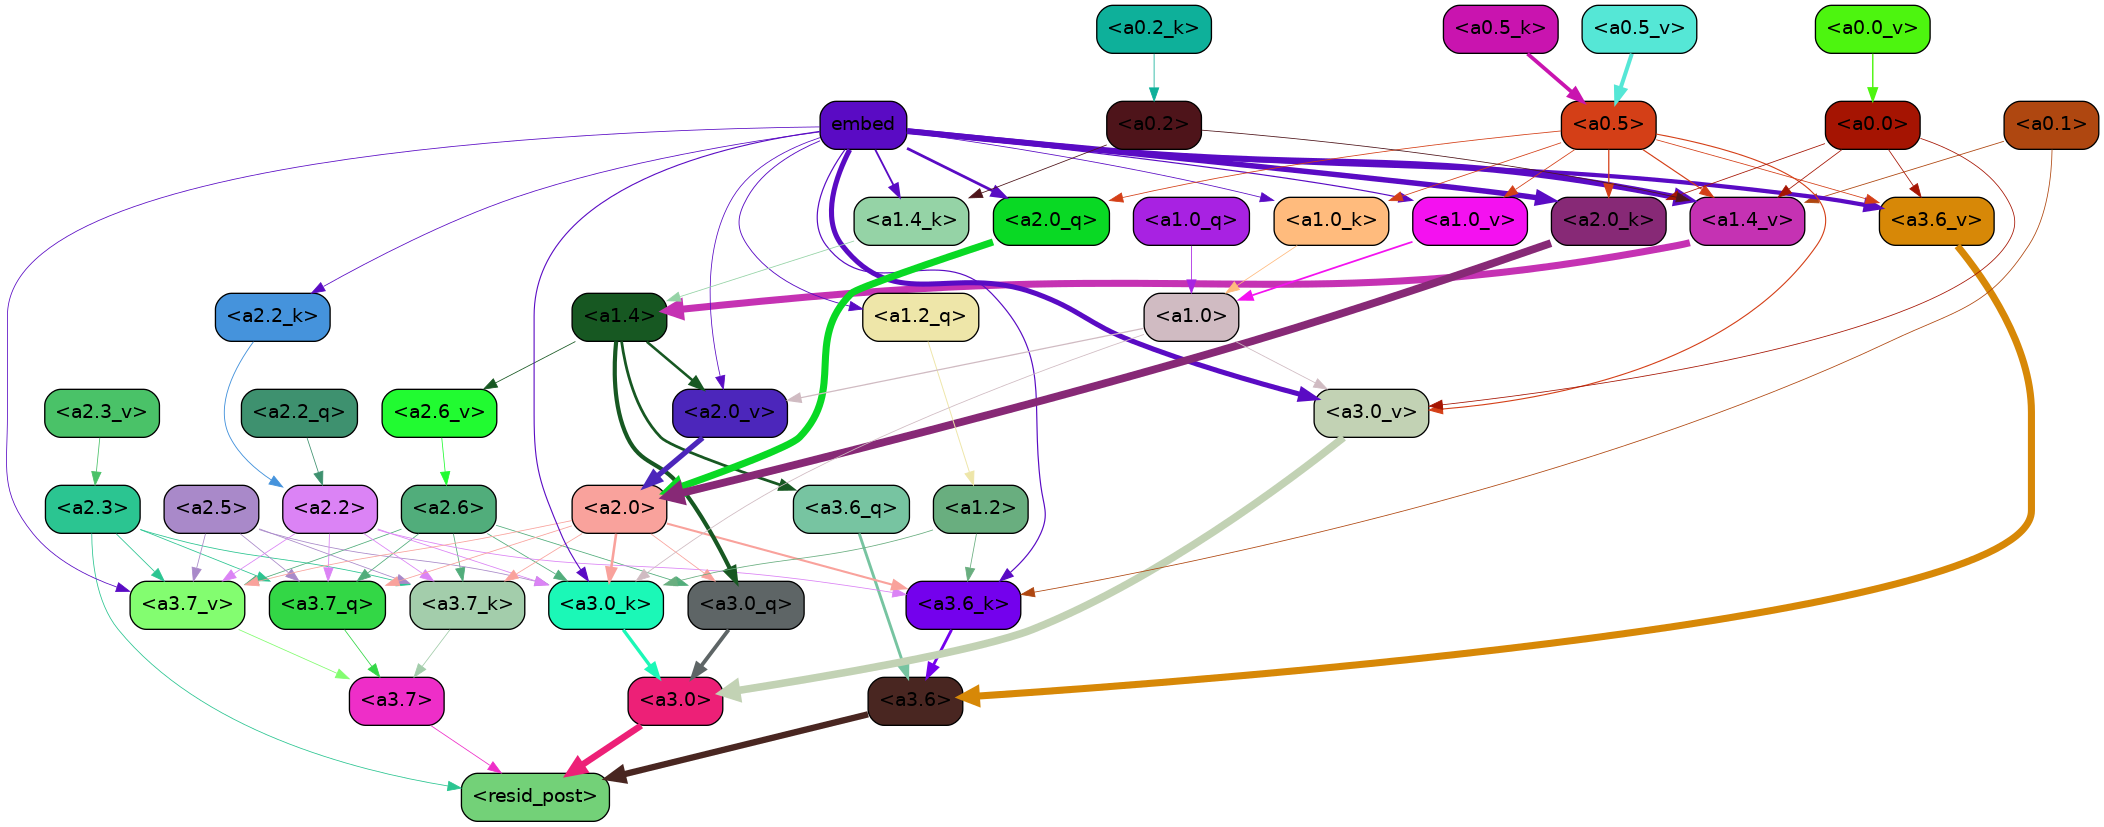 <a0.2_k>
<a0.5_k>
<a0.5_v>
<a0.0_v>
embed
<a0.2>
<a0.5>
<a0.0>
<a0.1>
<a1.4_k>
<a2.0_q>
<a1.0_q>
<a1.0_k>
<a1.0_v>
<a2.0_k>
<a1.4_v>
<a3.6_v>
<a2.2_k>
<a1.4>
<a1.2_q>
<a1.0>
<a2.3_v>
<a2.2_q>
<a2.6_v>
<a2.0_v>
<a3.0_v>
<a2.3>
<a2.5>
<a2.2>
<a2.6>
<a2.0>
<a3.6_q>
<a1.2>
<a3.7_v>
<a3.7_q>
<a3.7_k>
<a3.0_k>
<a3.0_q>
<a3.6_k>
<a3.7>
<a3.0>
<a3.6>
<resid_post>